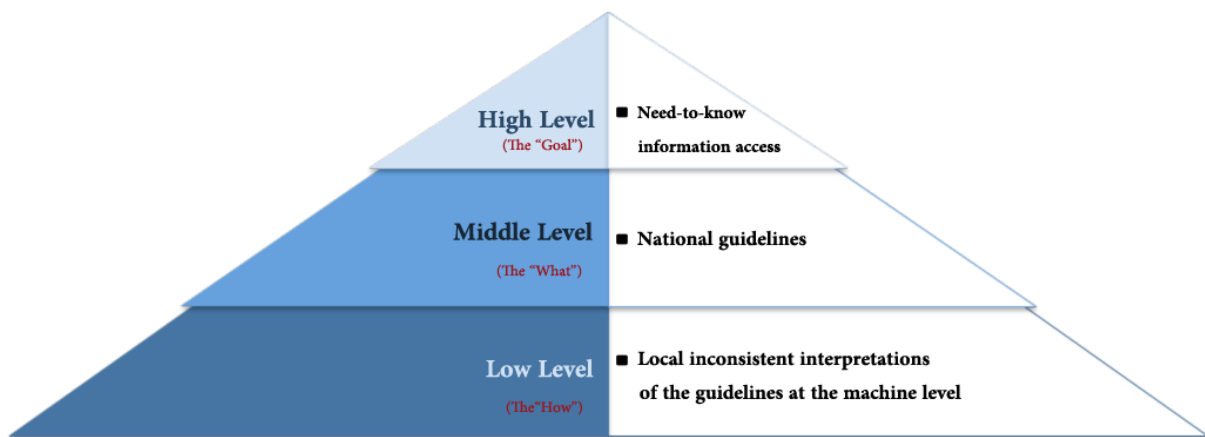 High Level
(The “Goal”)
■ Need-to-know
information access
Middle Level
(The “What”)
■ National guidelines
Low Level
(The“How”)
■ Local inconsistent interpretations
of the guidelines at the machine level